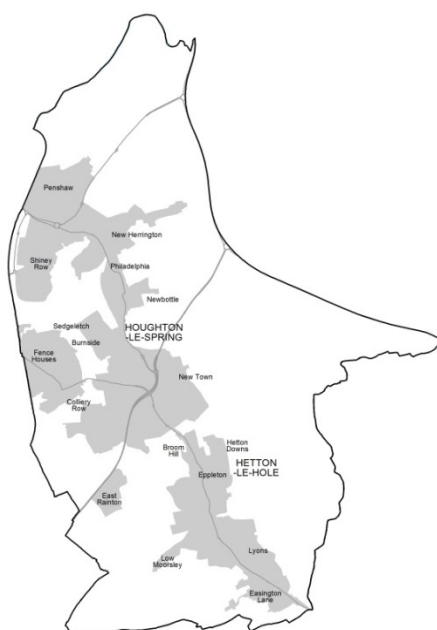 Penshaw
New Herrington
Shiney
Row
Philadelphia
Newbottle
Sedgeletch
HOUGHTON
-LE-SPRING
Burnside
Fence
Houses
New Town
Colliery
Row
Broom
Hill
Hetton
Downs
HETTON
-LE-HOLE
Eppleton
East
Rainton
Lyons
Low
Moorsley
Easington
Lane